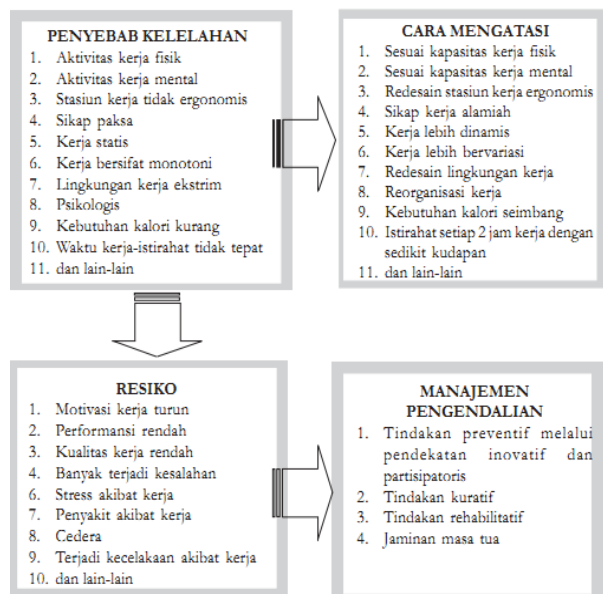 PENYEBAB KELELAHAN
1. Aktivitas kerja fisik
2. Aktivitas kerja mental
3. Stasiun kerja tidak ergonomis
4. Sikap paksa
5. Kerja statis
6. Kerja bersifat monotoni
7. Lingkungan kerja ekstrim
8. Psikologis
9. Kebutuhan kalori kurang
10. Waktu kerja-istirahat tidak tepat
11. dan lain-lain
CARA MENGATASI
1. Sesuai kapasitas kerja fisik
2. Sesuai kapasitas kerja mental
3. Redesain stasiun kerja ergonomis
4. Sikap kerja alamiah
5. Kerja lebih dinamis
6. Kerja lebih bervariasi
7. Redesain lingkungan kerja
8. Reorganisasi kerja
9. Kebutuhan kalori seimbang
10. Istirahat setiap 2 jam kerja dengan
sedikit kudapan
11. dan lain-lain
RESIKO
1. Motivasi kerja turun
2. Performansi rendah
3. Kualitas kerja rendah
4. Banyak terjadi kesalahan
6. Stress akibat kerja
7. Penyakit akibat kerja
8. Cedera
9. Terjadi kecelakaan akibat kerja
10. dan lain-lain
MANAJEMEN
PENGENDALIAN
1. Tindakan preventif melalui
pendekatan inovatif dan
partisipatoris
2. Tindakan kuratif
3. Tindakan rehabilitatif
4. Jaminan masa tua